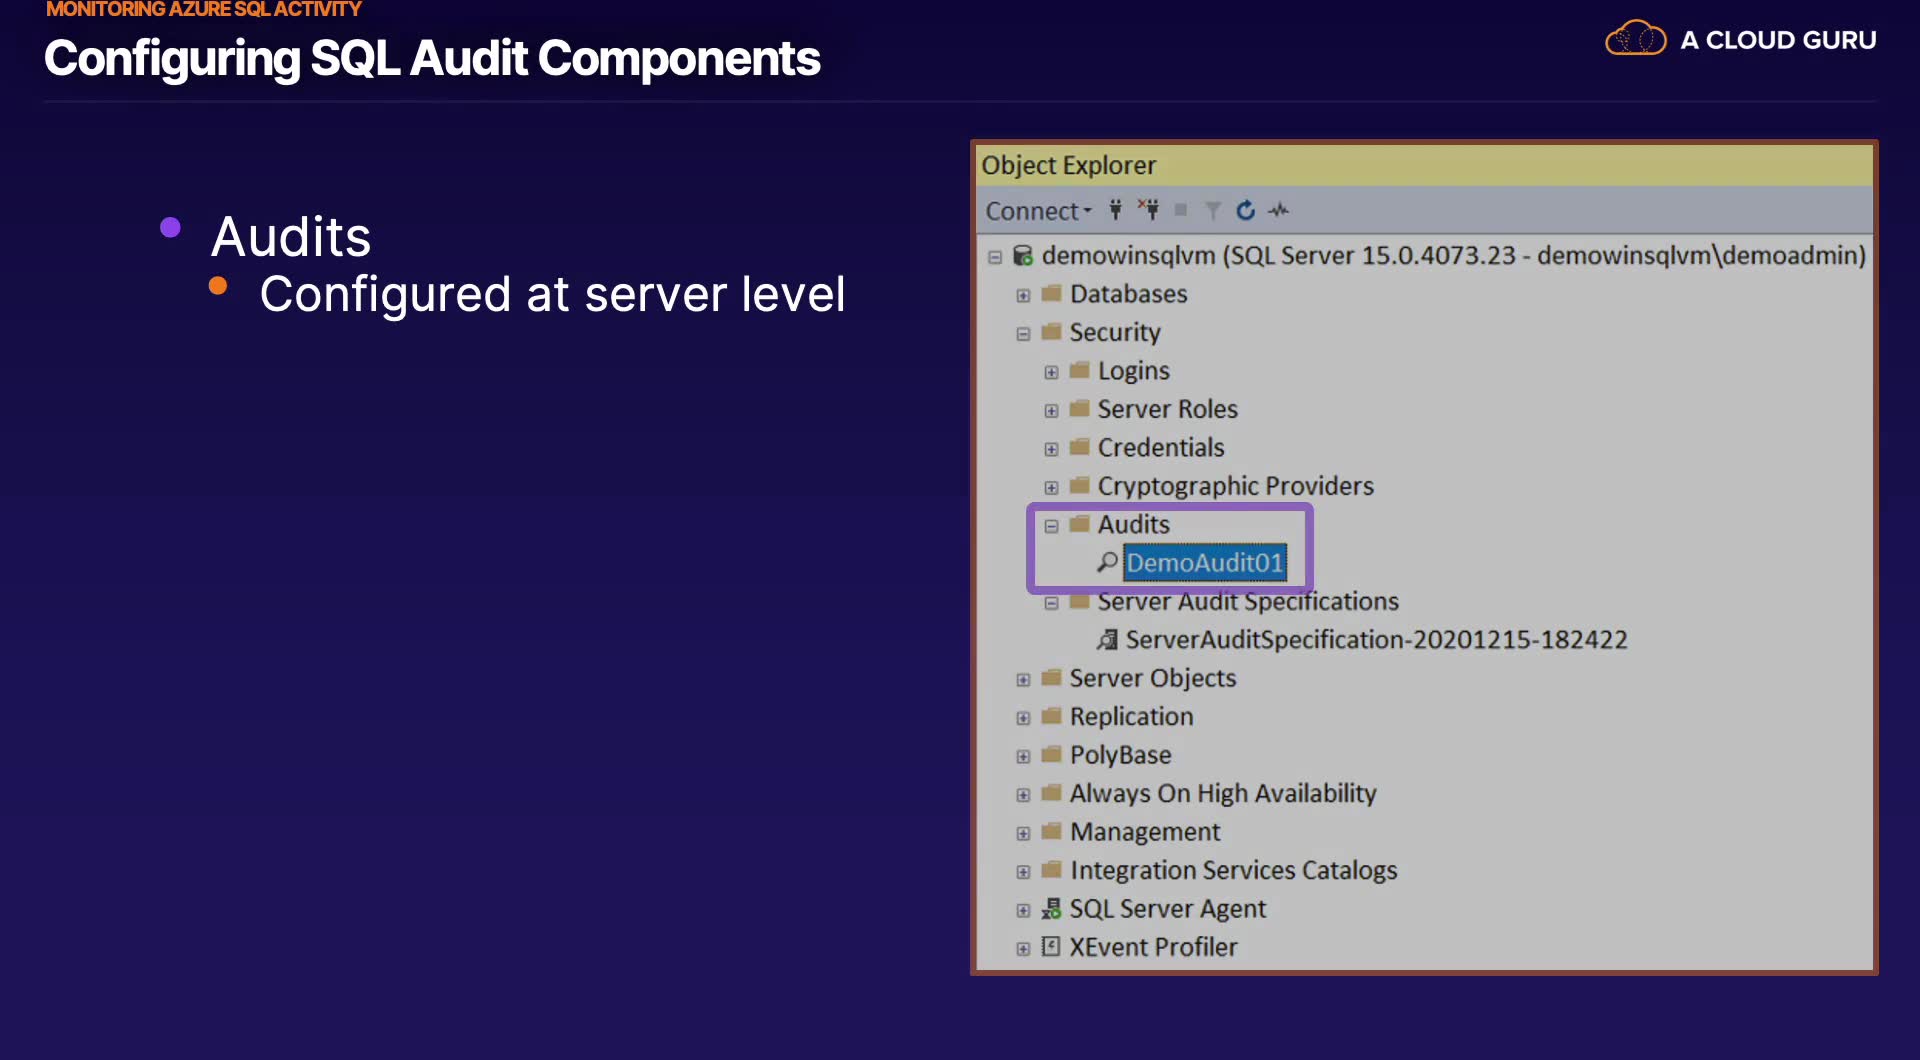 MONITORING AZURE SQL ACTIVITY
Configuring SQL Audit Components
A CLOUD GURU
Audits
Configured at server level
Object Explorer
Connect
demowinsqlvm (SQL Server 15.0.4073.23 - demowinsqlvm\demoadmin)
Databases
Security
Logins
Server Roles
Credentials
Cryptographic Providers
Audits
DemoAudit01
Server Audit Specifications
ServerAuditSpecification-20201215-182422
Server Objects
Replication
PolyBase
Always On High Availability
Management
Integration Services Catalogs
SQL Server Agent
XEvent Profiler